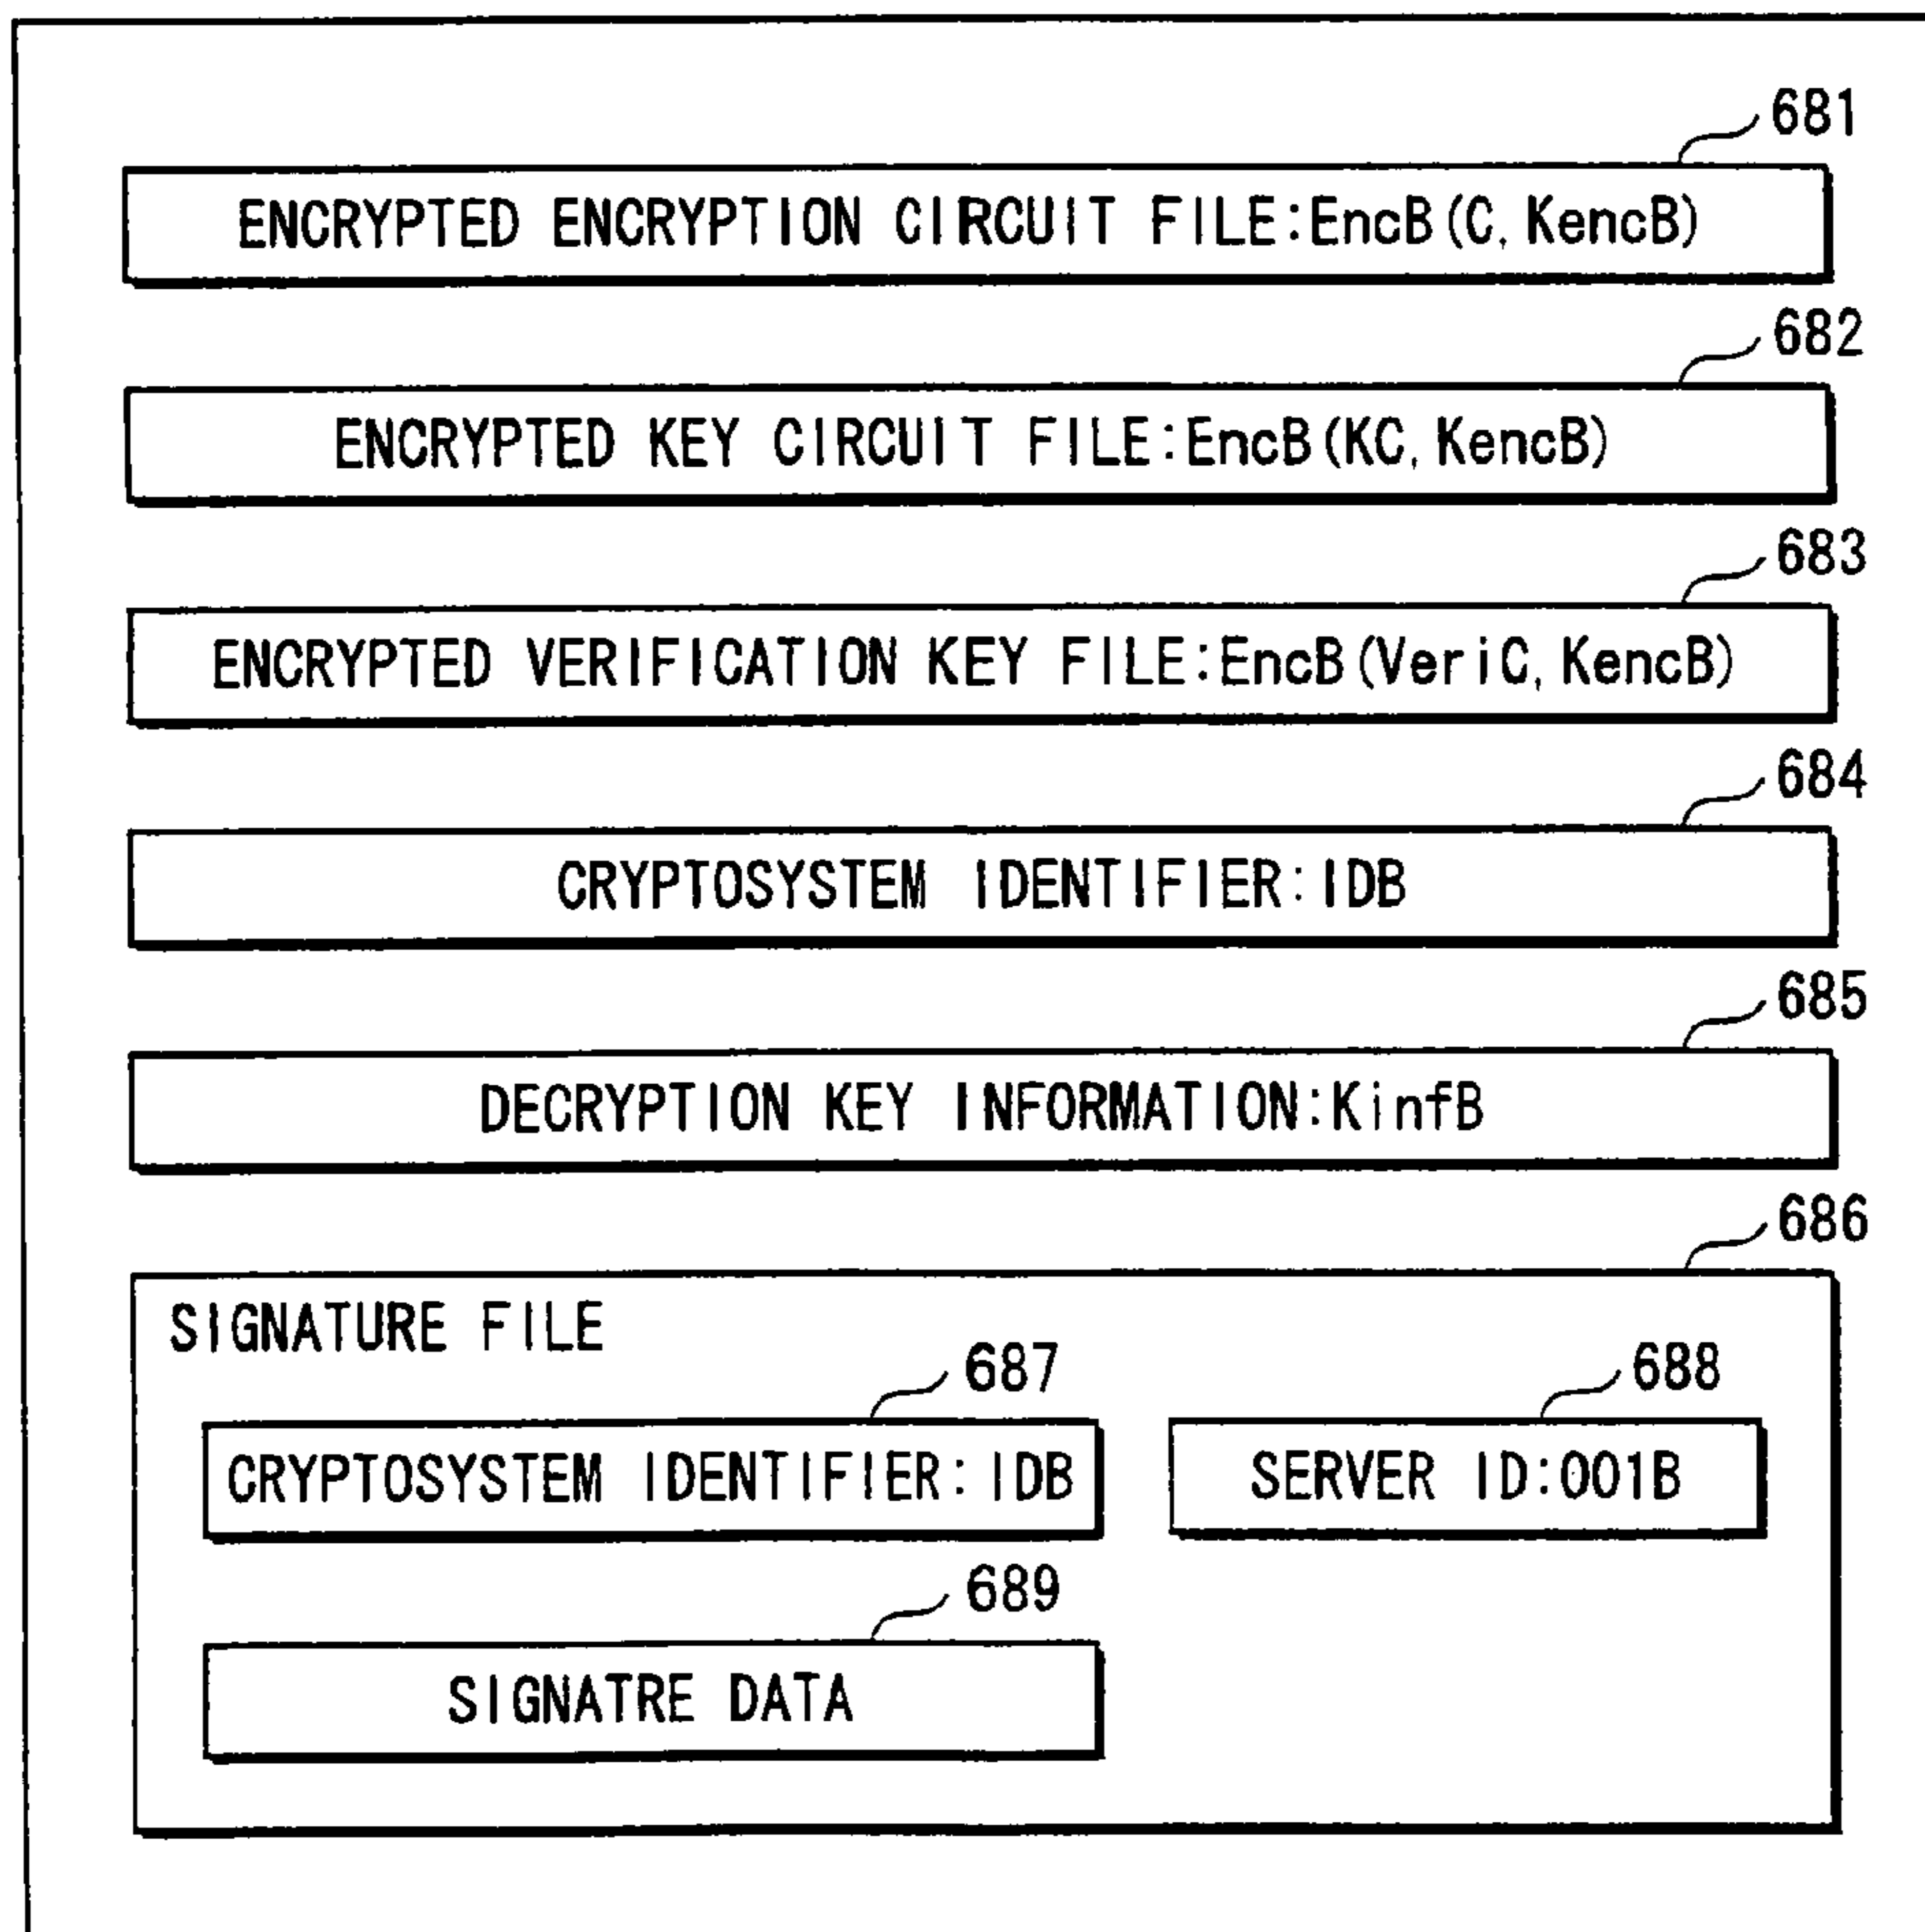 681
ENCRYPTED ENCRYPTION CIRCUIT FILE:EncB(C,KencB)
682
ENCRYPTED KEY CIRCUIT FILE:EncB(KC,KencB)
683
ENCRYPTED VERIFICATION KEY FILE:EncB(VeriC,KencB)
684
CRYPTOSYSTEM IDENTIFIER:IDB
685
DECRYPTION KEY INFORMATION:KinfB
686
SIGNATURE FILE
687
688
CRYPTOSYSTEM IDENTIFIER:IDB
SERVER ID:001B
689
SIGNATRE DATA